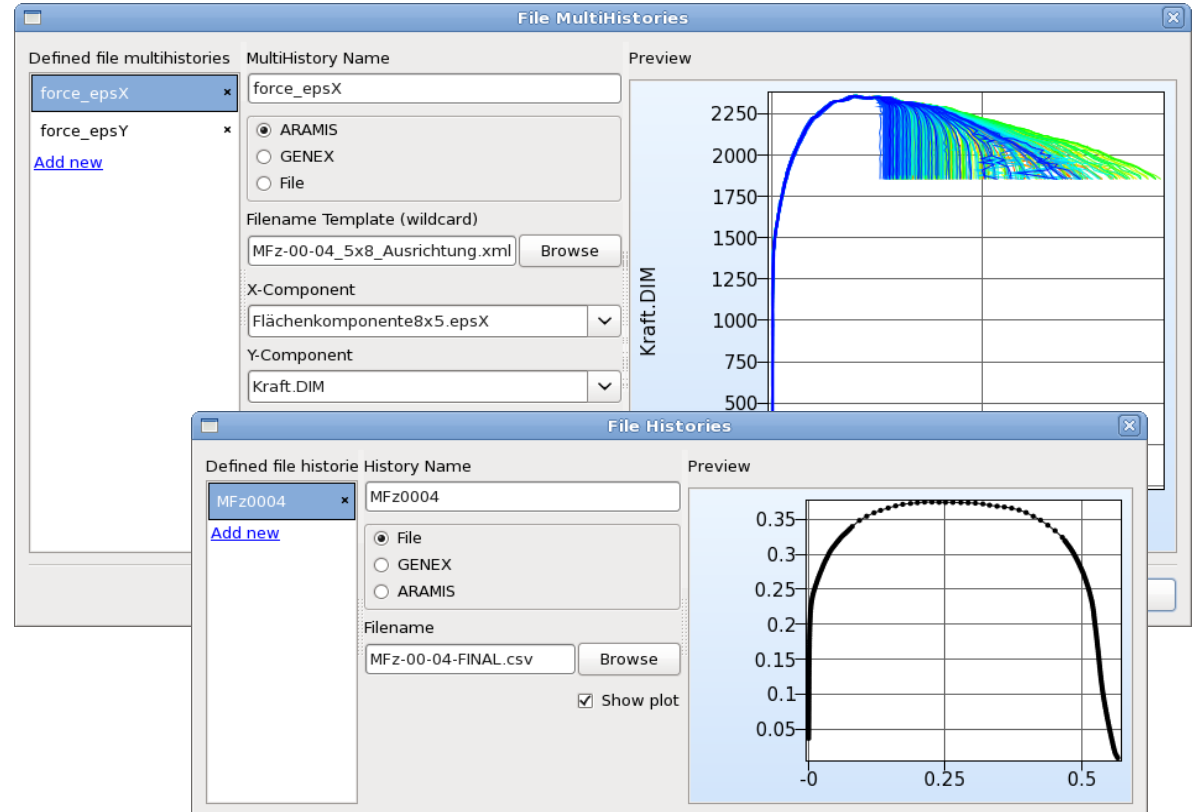 File MultiHistories
Defined file multihistories
force_epsX
force_epsY
Add new
MultiHistory Name
force_epsX
ARAMIS
GENEX
File
Filename Template (wildcard)
MFz-00-04_5x8_Ausrichtung.xml
Browse
X-Component
Flächenkomponente8x5.epsX
Y-Component
Kraft.DIM
Preview
Kraft.DIM
2250
2000
1750
1500
1250
1000
750
500
File Histories
Defined file historie
MFz0004
Add new
History Name
MFz0004
File
GENEX
ARAMIS
Filename
MFz-00-04-FINAL.csv
Browse
Show plot
Preview
0.35
0.3
0.25
0.2
0.15
0.1
0.05
-0 0.25 0.5